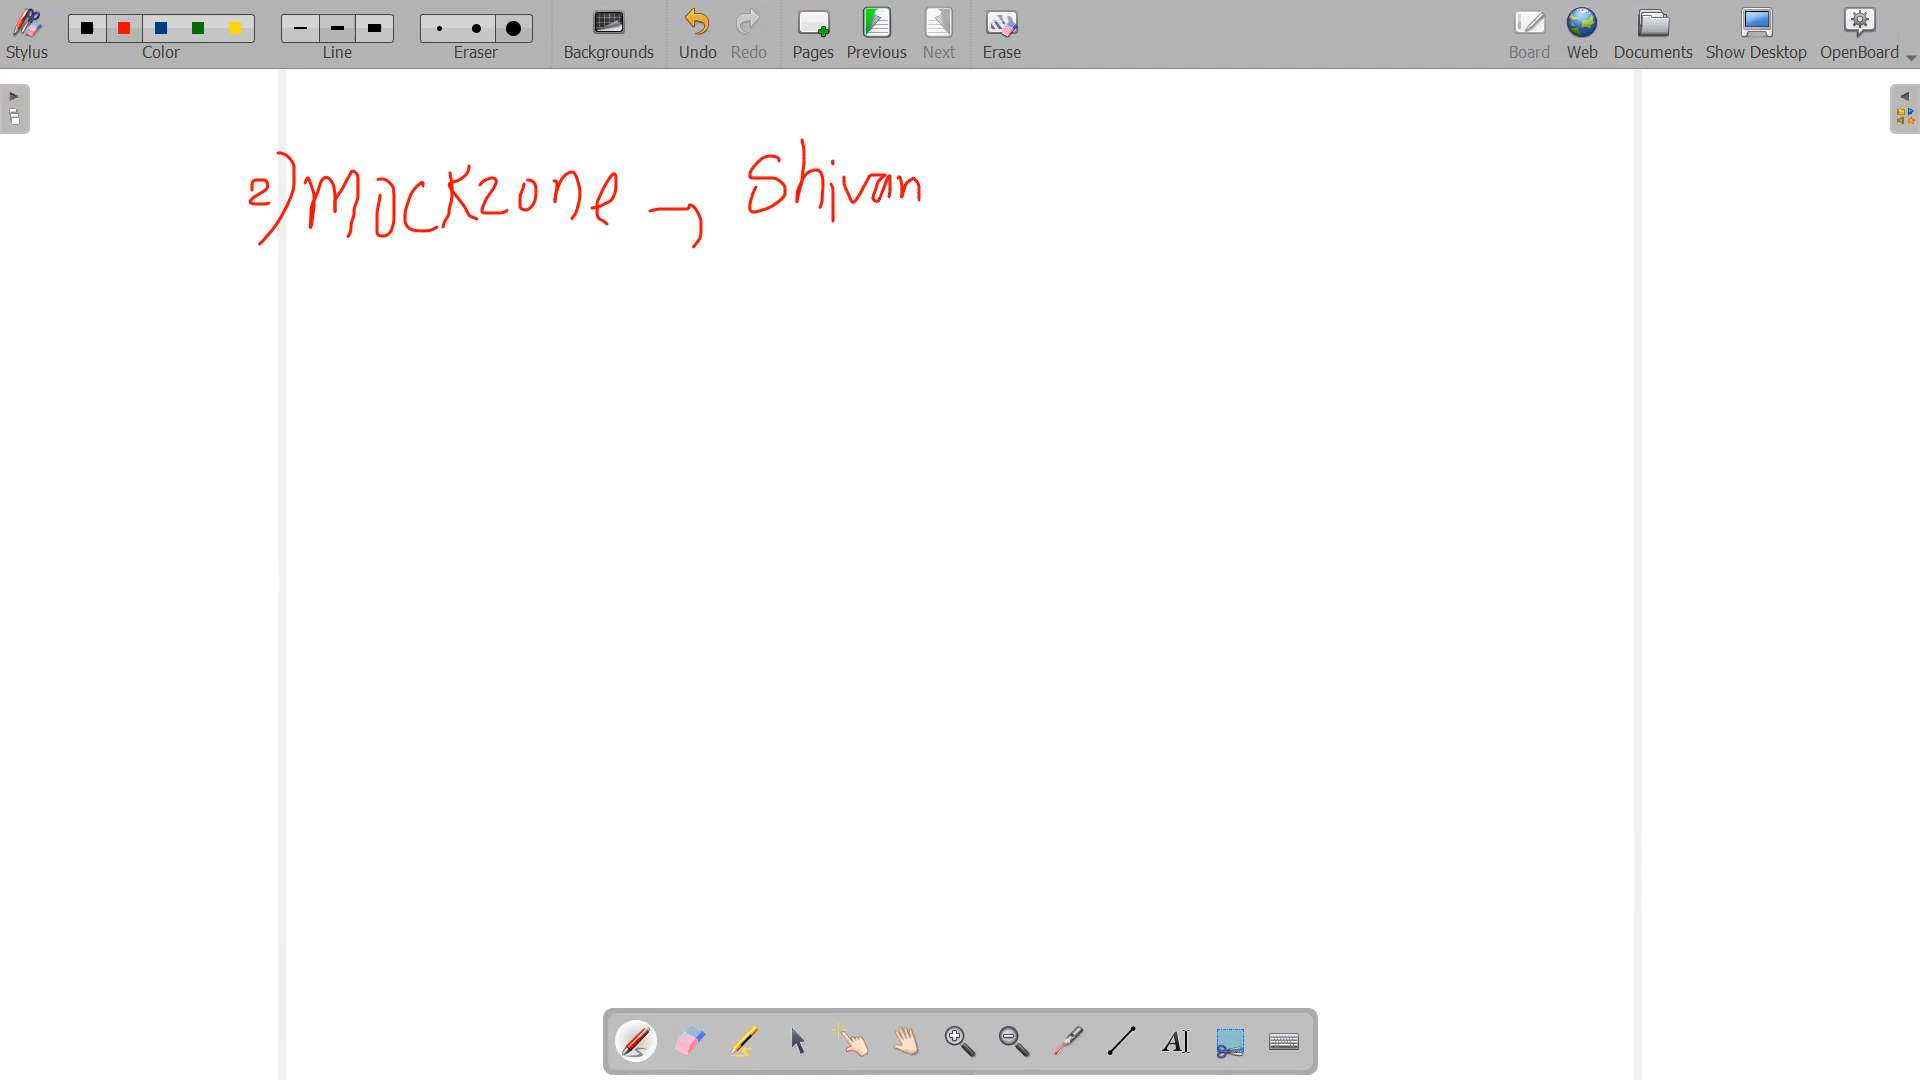 Stylus Color Line Eraser Backgrounds Undo Redo Pages Previous Next Erase Board Web Documents Show Desktop OpenBoard
2) Mockzone → Shivan